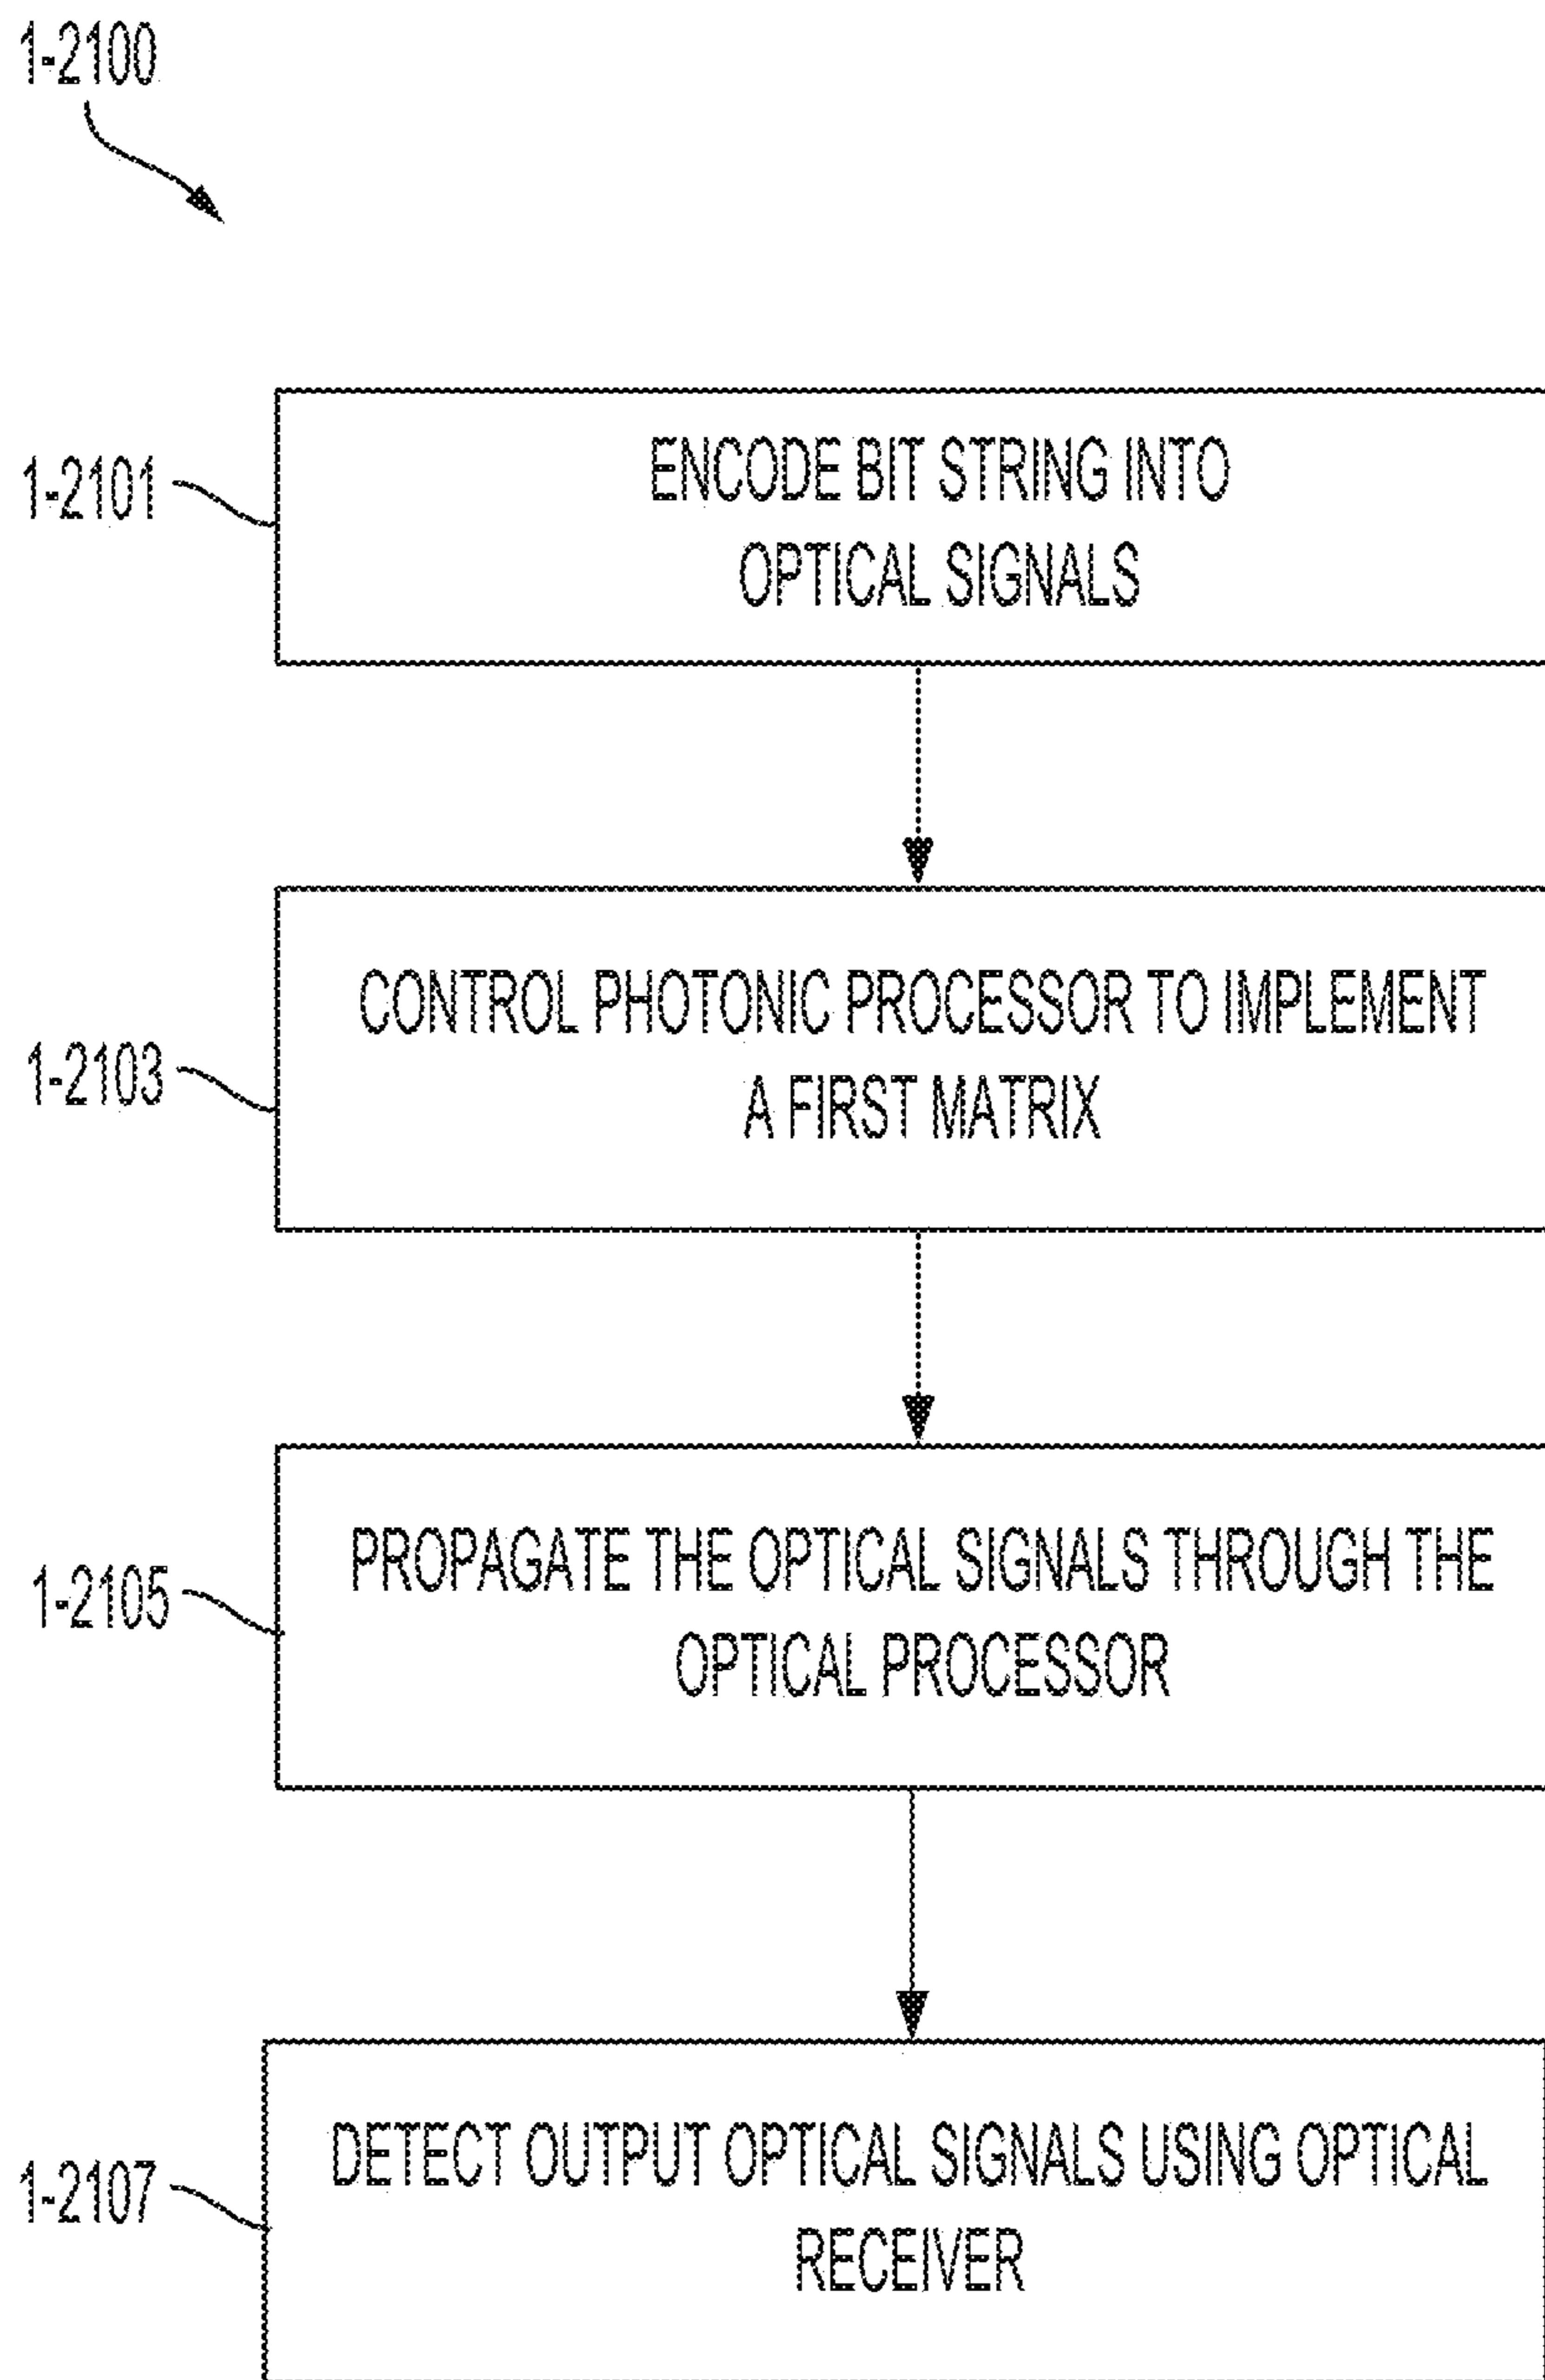 1-2100
1-2101
ENCODE BIT STRING INTO
OPTICAL SIGNALS
1-2103
CONTROL PHOTONIC PROCESSOR TO IMPLEMENT
A FIRST MATRIX
1-2105
PROPAGATE THE OPTICAL SIGNALS THROUGH THE
OPTICAL PROCESSOR
1-2107
DETECT OUTPUT OPTICAL SIGNALS USING OPTICAL
RECEIVER